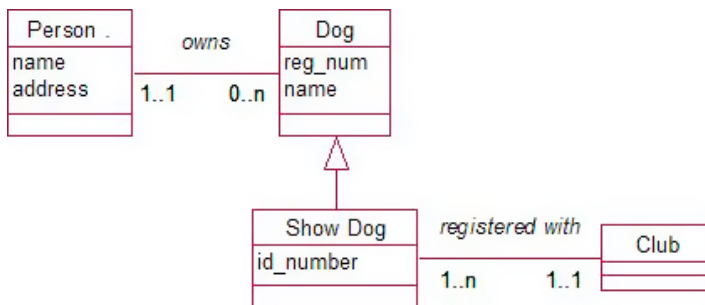 Person .
name
address
owns
1..1
0..n
Dog
reg_num
name
Show Dog
id_number
registered with
1..n
1..1
Club